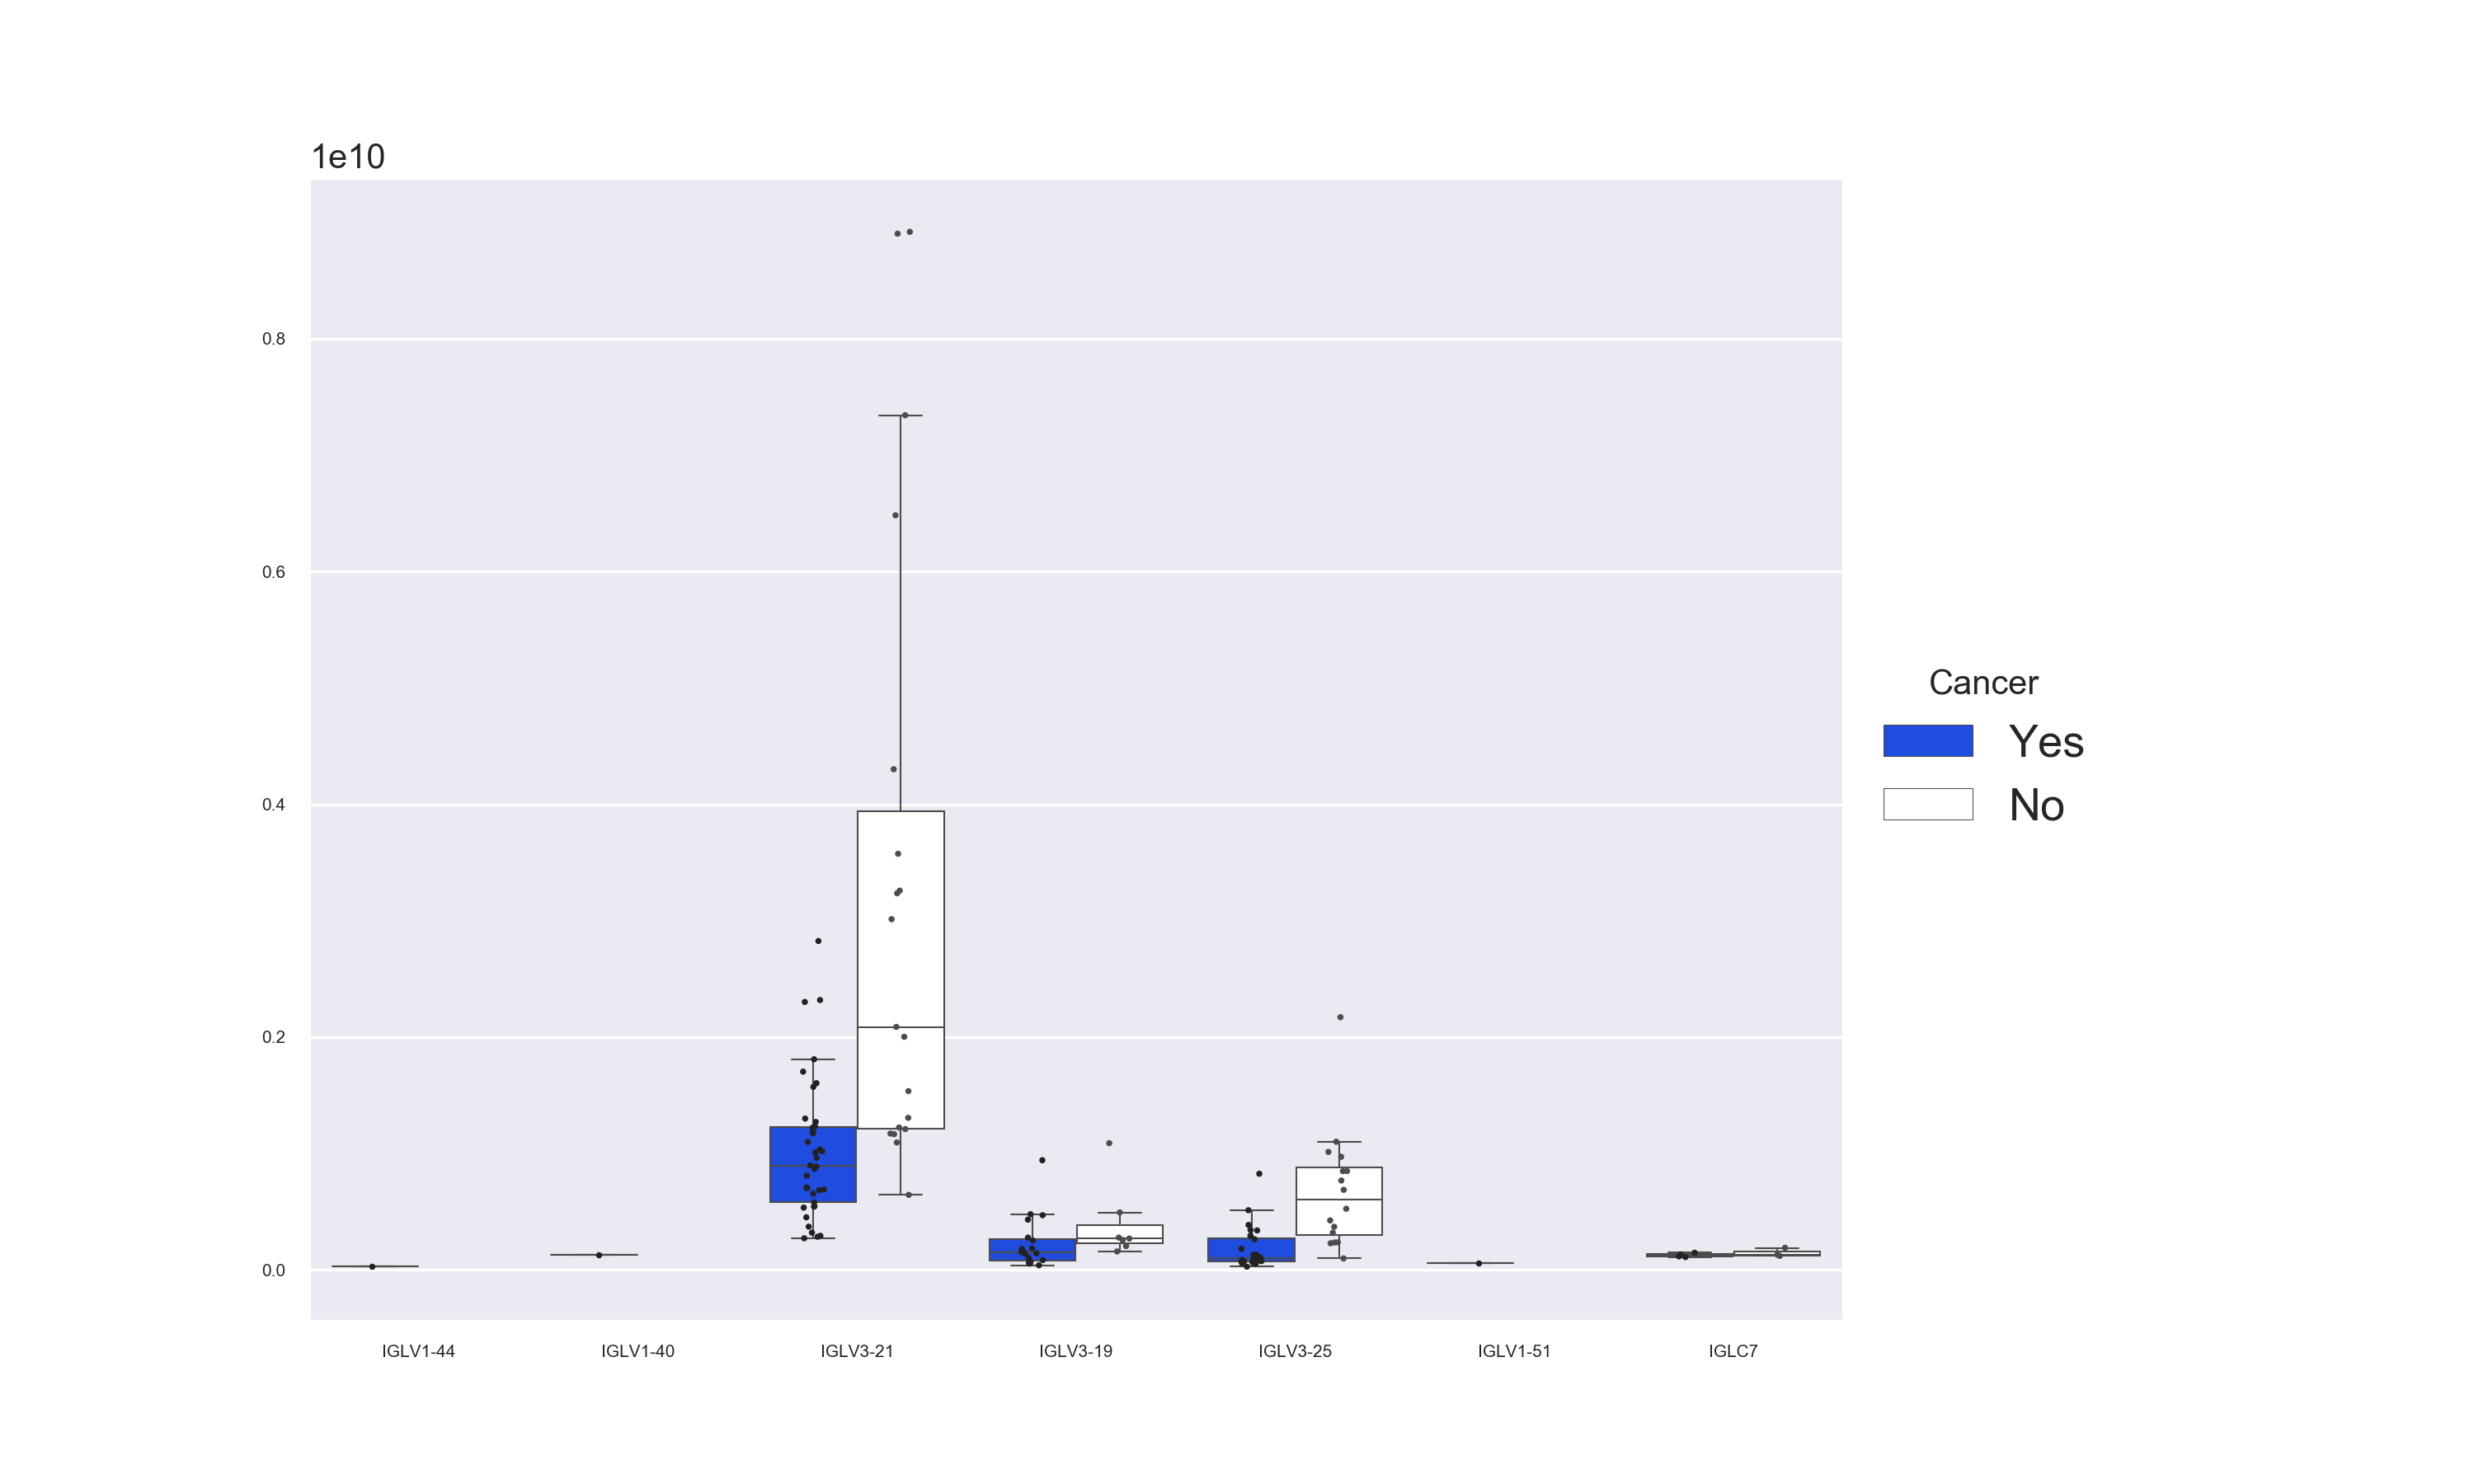 1e10
0.8
0.6
0.4
0.2
0.0
IGLV1-44 IGLV1-40 IGLV3-21 IGLV3-19 IGLV3-25 IGLV1-51 IGLC7
Cancer
Yes
No